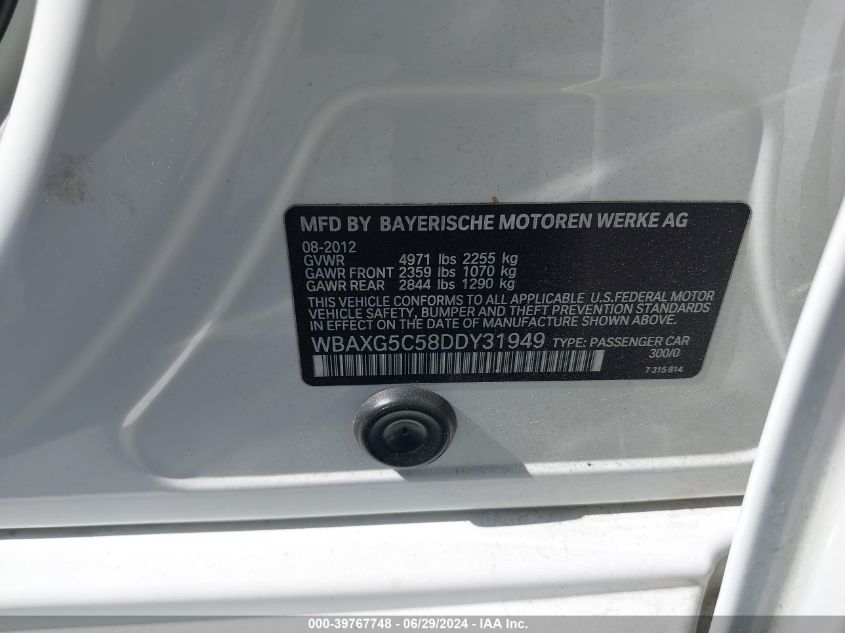 MFD BY BAYERISCHE MOTOREN WERKE AG
08-2012
GVWR 4971 lbs 2255 kg
GAWR FRONT 2359 lbs 1070 kg
GAWR REAR 2844 lbs 1290 kg
THIS VEHICLE CONFORMS TO ALL APPLICABLE U.S.FEDERAL MOTOR
VEHICLE SAFETY, BUMPER AND THEFT PREVENTION STANDARDS
IN EFFECT ON THE DATE OF MANUFACTURE SHOWN ABOVE.
WBAXG5C58DDY31949 TYPE: PASSENGER CAR
300/0
7 315 814
000-39767748 - 06/29/2024 - IAA Inc.